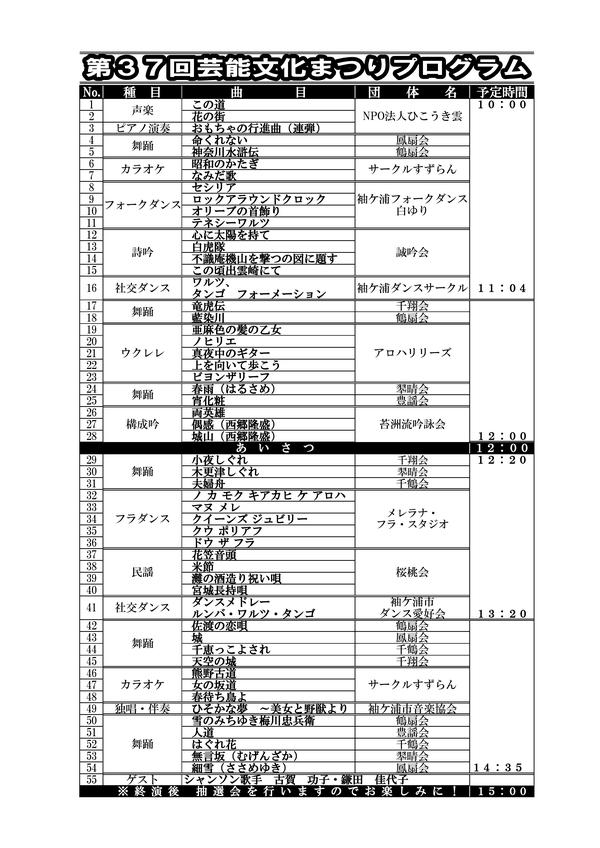 第３７回芸能文化まつりプログラム
No. 種　目 曲　　目 団　体　名 予定時間
1 声楽 この道 NPO法人ひこうき雲 10:00
2 花の街
3 ピアノ演奏 おもちゃの行進曲（連弾）
4 舞踊 命くれない 鳳扇会
5 神奈川水滸伝 鶴扇会
6 カラオケ 昭和のかたぎ サークルすずらん
7 なみだ歌
8 フォークダンス セシリア 袖ケ浦フォークダンス
9 ロックアラウンドクロック 白ゆり
10 オリーブの首飾り
11 テネシーワルツ
12 詩吟 心に太陽を持て 誠吟会
13 白虎隊
14 不識庵機山を撃つの図に題す
15 この頃出雲崎にて
16 社交ダンス ワルツ、 袖ケ浦ダンスサークル 11:04
タンゴ　フォーメーション
17 舞踊 竜虎伝 千翔会
18 藍染川 鶴扇会
19 ウクレレ 亜麻色の髪の乙女 アロハリリーズ
20 ノヒリエ
21 真夜中のギター
22 上を向いて歩こう
23 ビヨンザリーフ
24 舞踊 春雨（はるさめ） 翠晴会
25 宵化粧 豊謡会
26 構成吟 両英雄 苫洲流吟詠会
27 偶感（西郷隆盛）
28 城山（西郷隆盛） 12:00
あ　い　さ　つ 12:00
29 舞踊 小夜しぐれ 千翔会 12:20
30 木更津しぐれ 翠晴会
31 夫婦舟 千鶴会
32 フラダンス ノ カ モク キアカヒ ケ アロハ メレラナ・
33 マヌ メレ フラ・スタジオ
34 クイーンズ ジュビリー
35 クウ ポリアフ
36 ドウ ザ フラ
37 民謡 花笠音頭 桜桃会
38 米節
39 灘の酒造り祝い唄
40 宮城長持唄
41 社交ダンス ダンスメドレー 袖ケ浦市
ルンバ・ワルツ・タンゴ ダンス愛好会 13:20
42 舞踊 佐渡の恋唄 鶴扇会
43 城 鳳扇会
44 千恵っこよされ 千鶴会
45 天空の城 千翔会
46 カラオケ 熊野古道 サークルすずらん
47 女の坂道
48 春待ち鳥よ
49 独唱・伴奏 ひそかな夢　～美女と野獣より 袖ケ浦市音楽協会
50 舞踊 雪のみちゆき梅川忠兵衛 鶴扇会
51 人道 豊謡会
52 はぐれ花 千鶴会
53 無言坂（むげんざか） 翠晴会
54 細雪（ささめゆき） 鳳扇会 14:35
55 ゲスト シャンソン歌手　古賀　功子・鎌田　佳代子
※終演後　抽選会を行いますのでお楽しみに！ 15:00